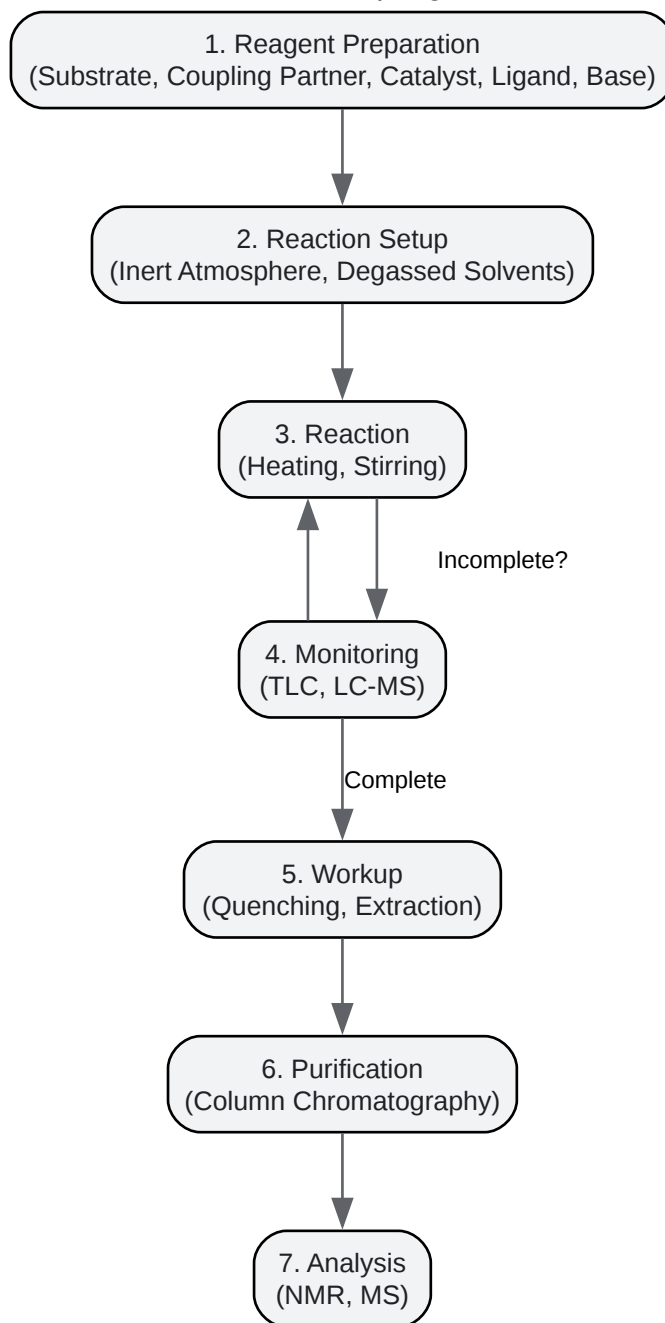 1. Reagent Preparation
(Substrate, Coupling Partner, Catalyst, Ligand, Base)
2. Reaction Setup
(Inert Atmosphere, Degassed Solvents)
3. Reaction
(Heating, Stirring)
Incomplete?
4. Monitoring
(TLC, LC-MS)
Complete
5. Workup
(Quenching, Extraction)
6. Purification
(Column Chromatography)
7. Analysis
(NMR, MS)